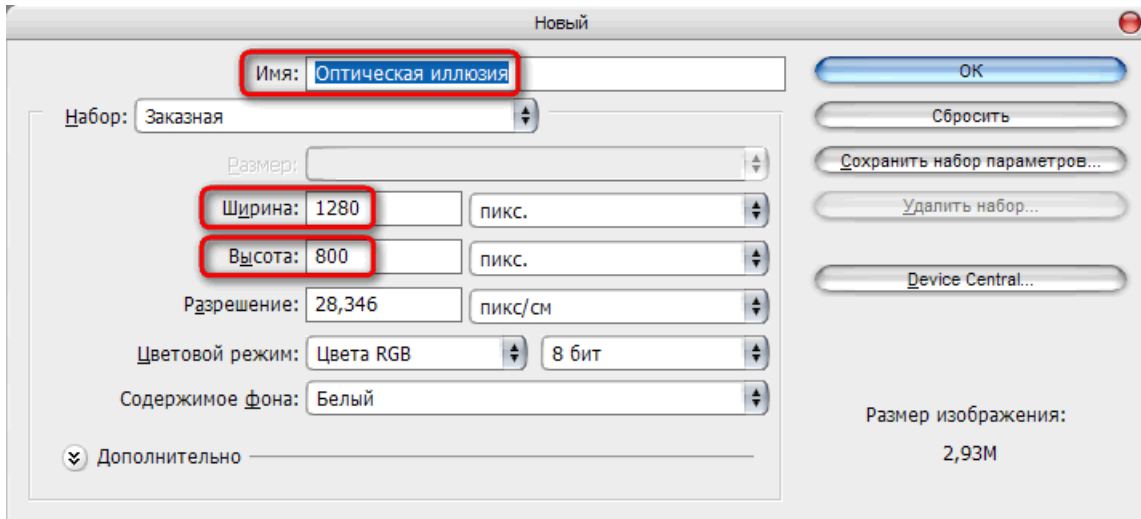 Новый
Имя: Оптическая иллюзия
OK
Набор: Заказная
Сбросить
Размер:
Сохранить набор параметров...
Ширина: 1280 пикс.
Удалить набор...
Высота: 800 пикс.
Device Central...
Разрешение: 28,346 пикс/см
Цветовой режим: Цвета RGB 8 бит
Содержимое фона: Белый
Размер изображения:
Дополнительно
2,93M